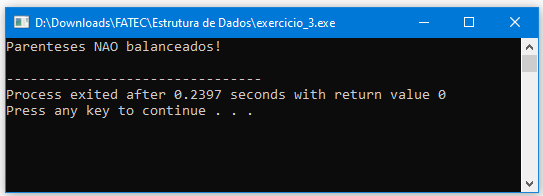 D:\Downloads\FATEC\Estrutura de Dados\exercicio_3.exe
Parenteses NAO balanceados!
--------------------------------
Process exited after 0.2397 seconds with return value 0
Press any key to continue . . .